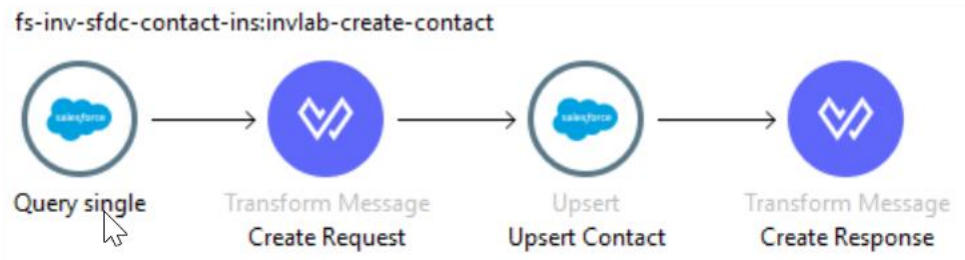 fs-inv-sfdc-contact-ins:invlab-create-contact
salesforce
salesforce
Query single
Transform Message
Upsert
Transform Message
Create Request
Upsert Contact
Create Response